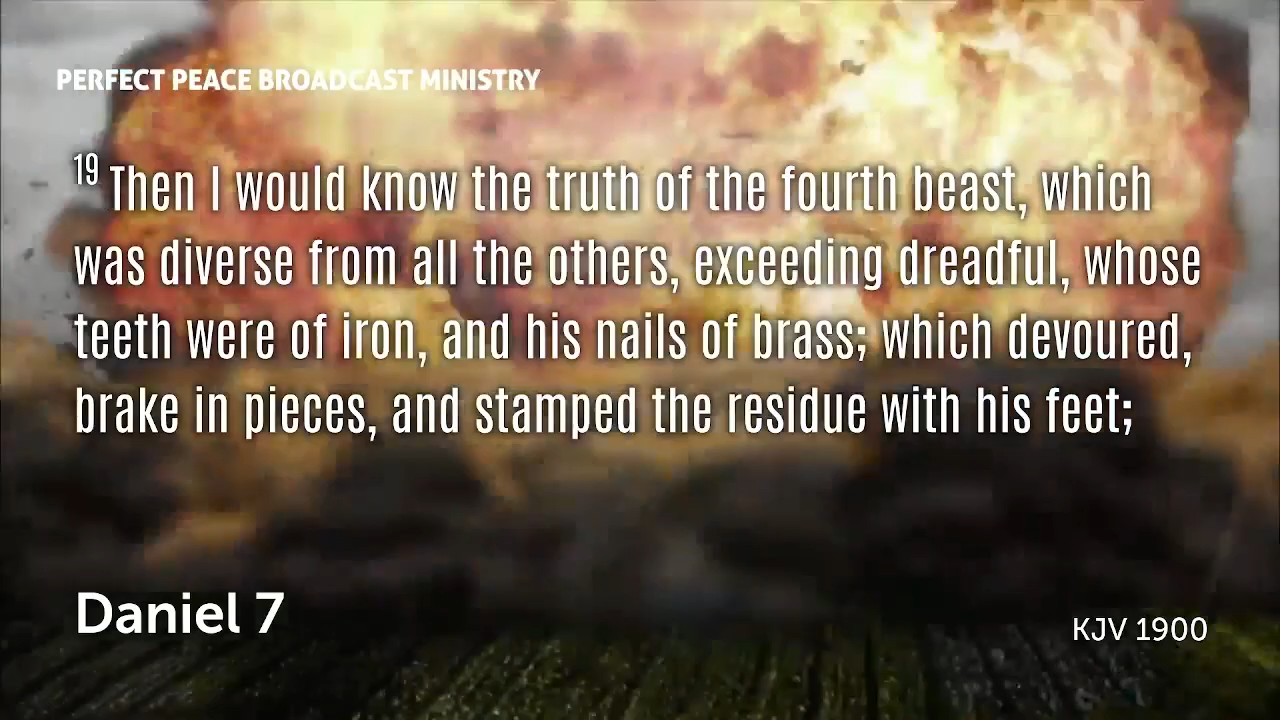 PERFECT PEACE BROADCAST MINISTRY
19 Then I would know the truth of the fourth beast, which
was diverse from all the others, exceeding dreadful, whose
teeth were of iron, and his nails of brass; which devoured,
brake in pieces, and stamped the residue with his feet;
Daniel 7
KJV 1900